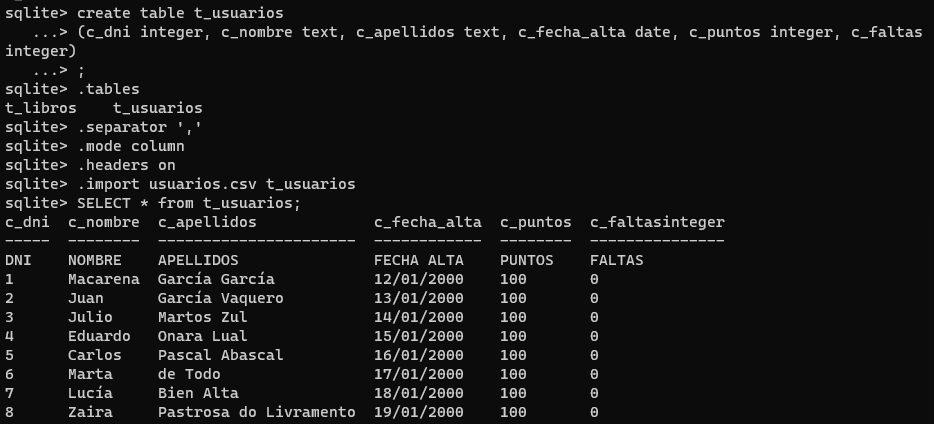 sqlite> create table t_usuarios
   ...> (c_dni integer, c_nombre text, c_apellidos text, c_fecha_alta date, c_puntos integer, c_faltas
integer)
   ...> ;
sqlite> .tables
t_libros    t_usuarios
sqlite> .separator ','
sqlite> .mode column
sqlite> .headers on
sqlite> .import usuarios.csv t_usuarios
sqlite> SELECT * from t_usuarios;
c_dni  c_nombre  c_apellidos             c_fecha_alta  c_puntos  c_faltasinteger
-----  --------  ----------------------  ------------  --------  ---------------
DNI    NOMBRE    APELLIDOS               FECHA ALTA    PUNTOS    FALTAS
1      Macarena  García García           12/01/2000    100       0
2      Juan      García Vaquero          13/01/2000    100       0
3      Julio     Martos Zul              14/01/2000    100       0
4      Eduardo   Onara Lual              15/01/2000    100       0
5      Carlos    Pascal Abascal          16/01/2000    100       0
6      Marta     de Todo                 17/01/2000    100       0
7      Lucía     Bien Alta               18/01/2000    100       0
8      Zaira     Pastrosa do Livramento  19/01/2000    100       0